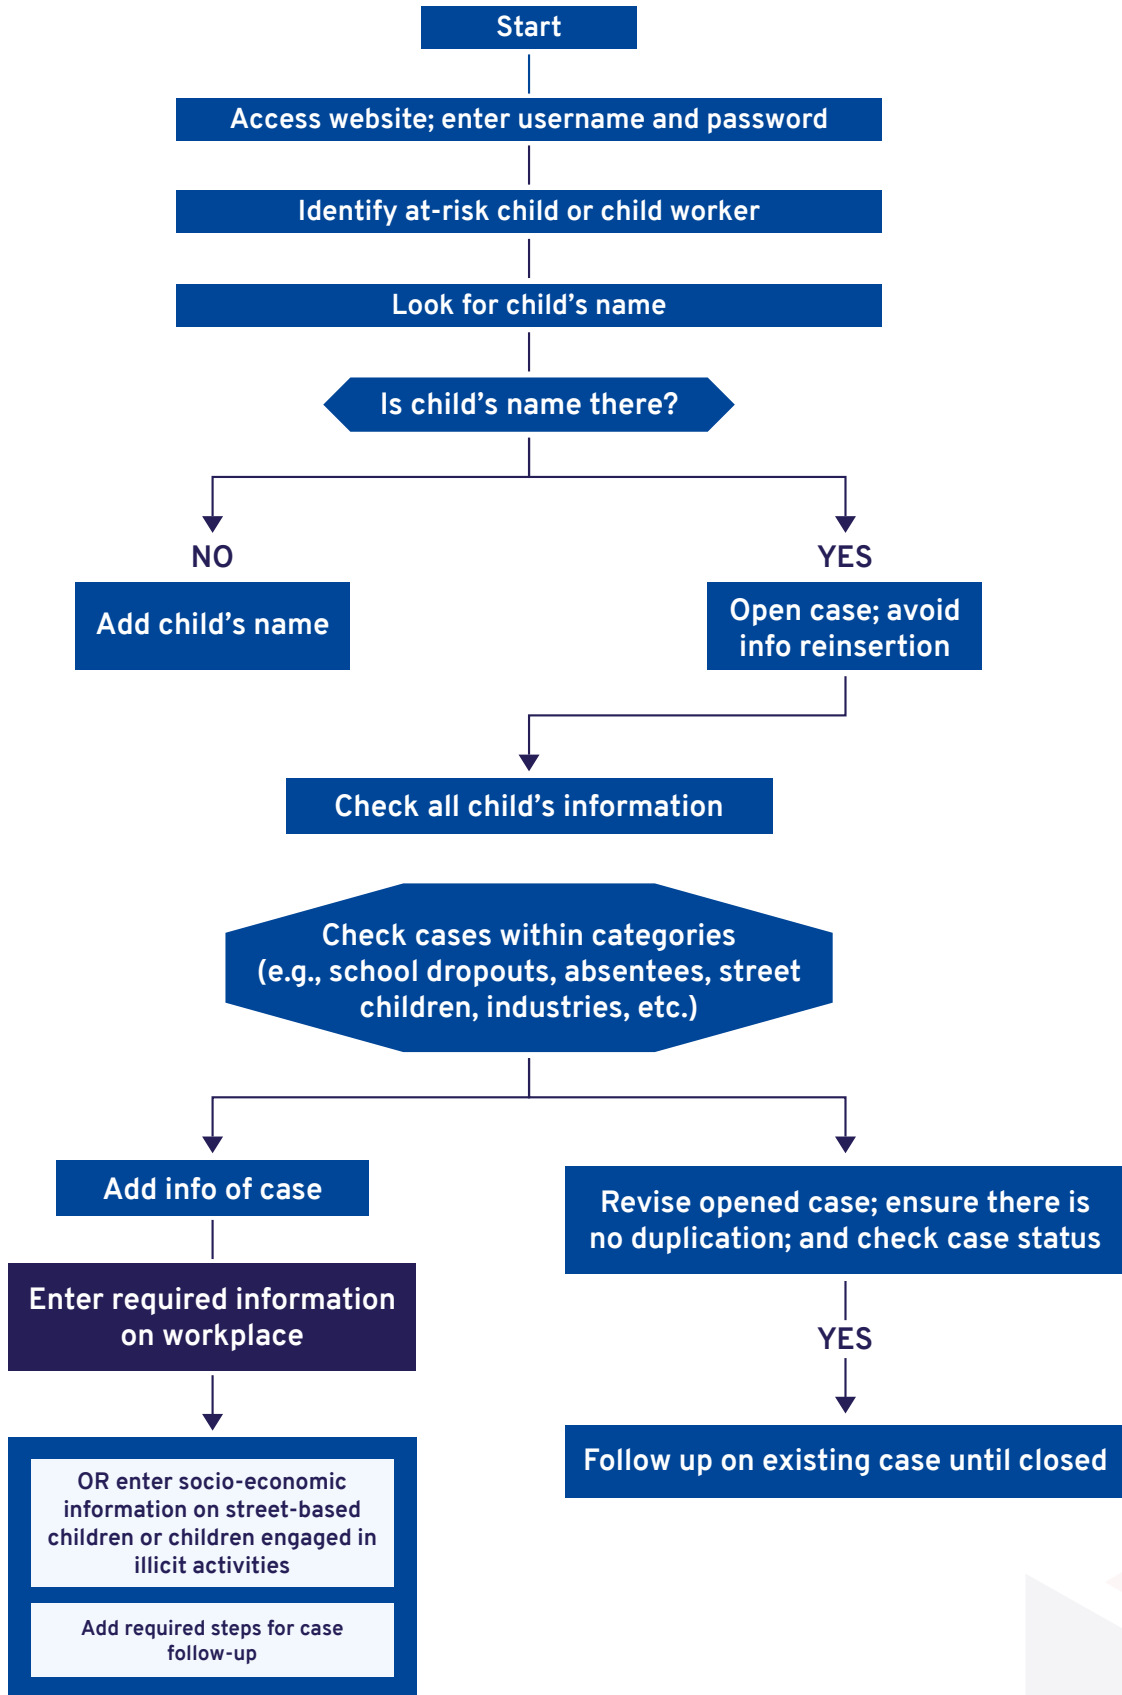 Start
Access website; enter username and password
Identify at-risk child or child worker
Look for child’s name
Is child’s name there?
NO
YES
Add child’s name
Open case; avoid
info reinsertion
Check all child’s information
Check cases within categories
(e.g., school dropouts, absentees, street
children, industries, etc.)
Add info of case
Enter required information
on workplace
OR enter socio-economic
information on street-based
children or children engaged in
illicit activities
Add required steps for case
follow-up
Revise opened case; ensure there is
no duplication; and check case status
YES
Follow up on existing case until closed